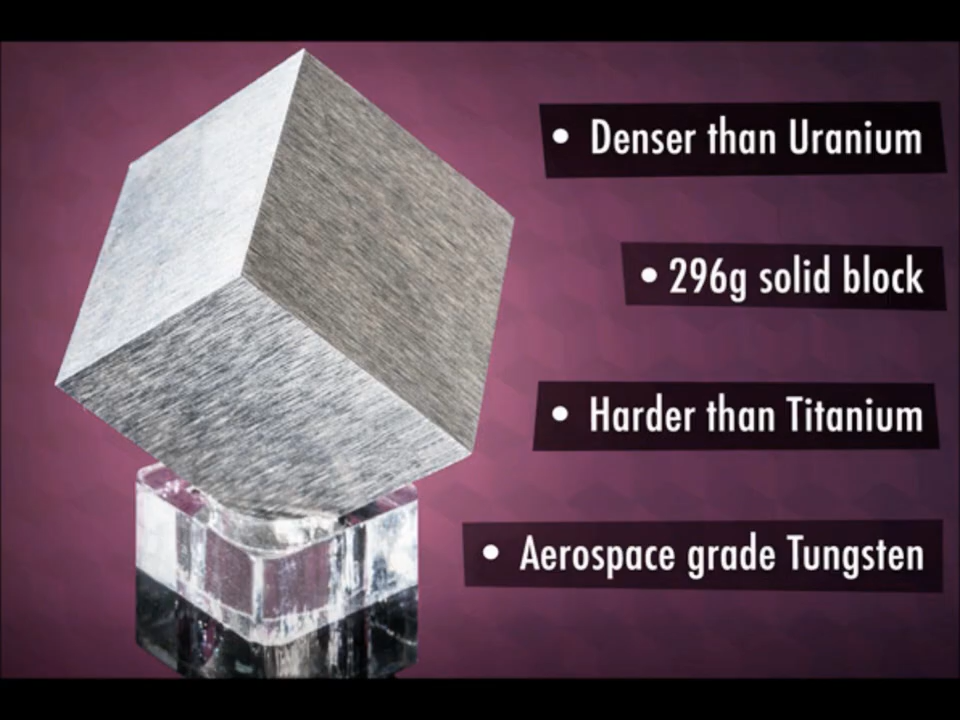 • Denser than Uranium
• 296g solid block
• Harder than Titanium
• Aerospace grade Tungsten